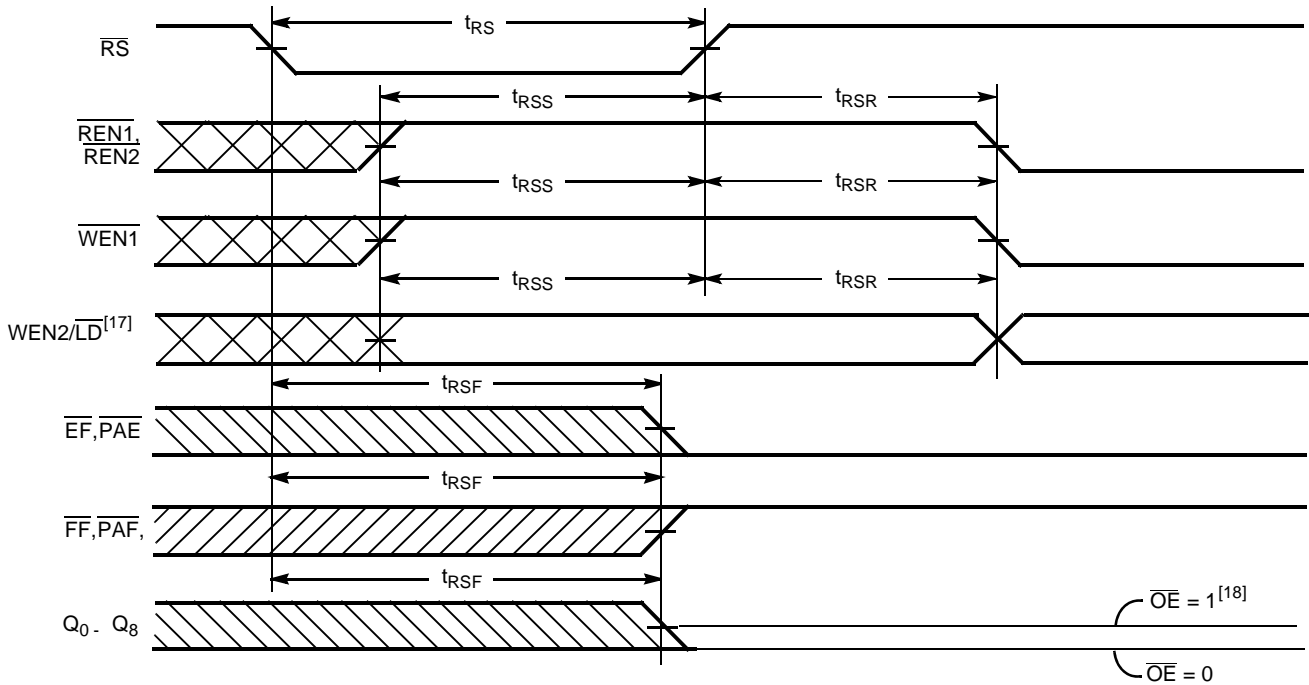 tRS
RS
tRSS tRSR
REN1,
REN2
tRSS tRSR
WEN1
tRSS tRSR
WEN2/LD[17]
tRSF
EF,PAE
tRSF
FF,PAF,
tRSF
OE = 1[18]
Q0 - Q8
OE = 0